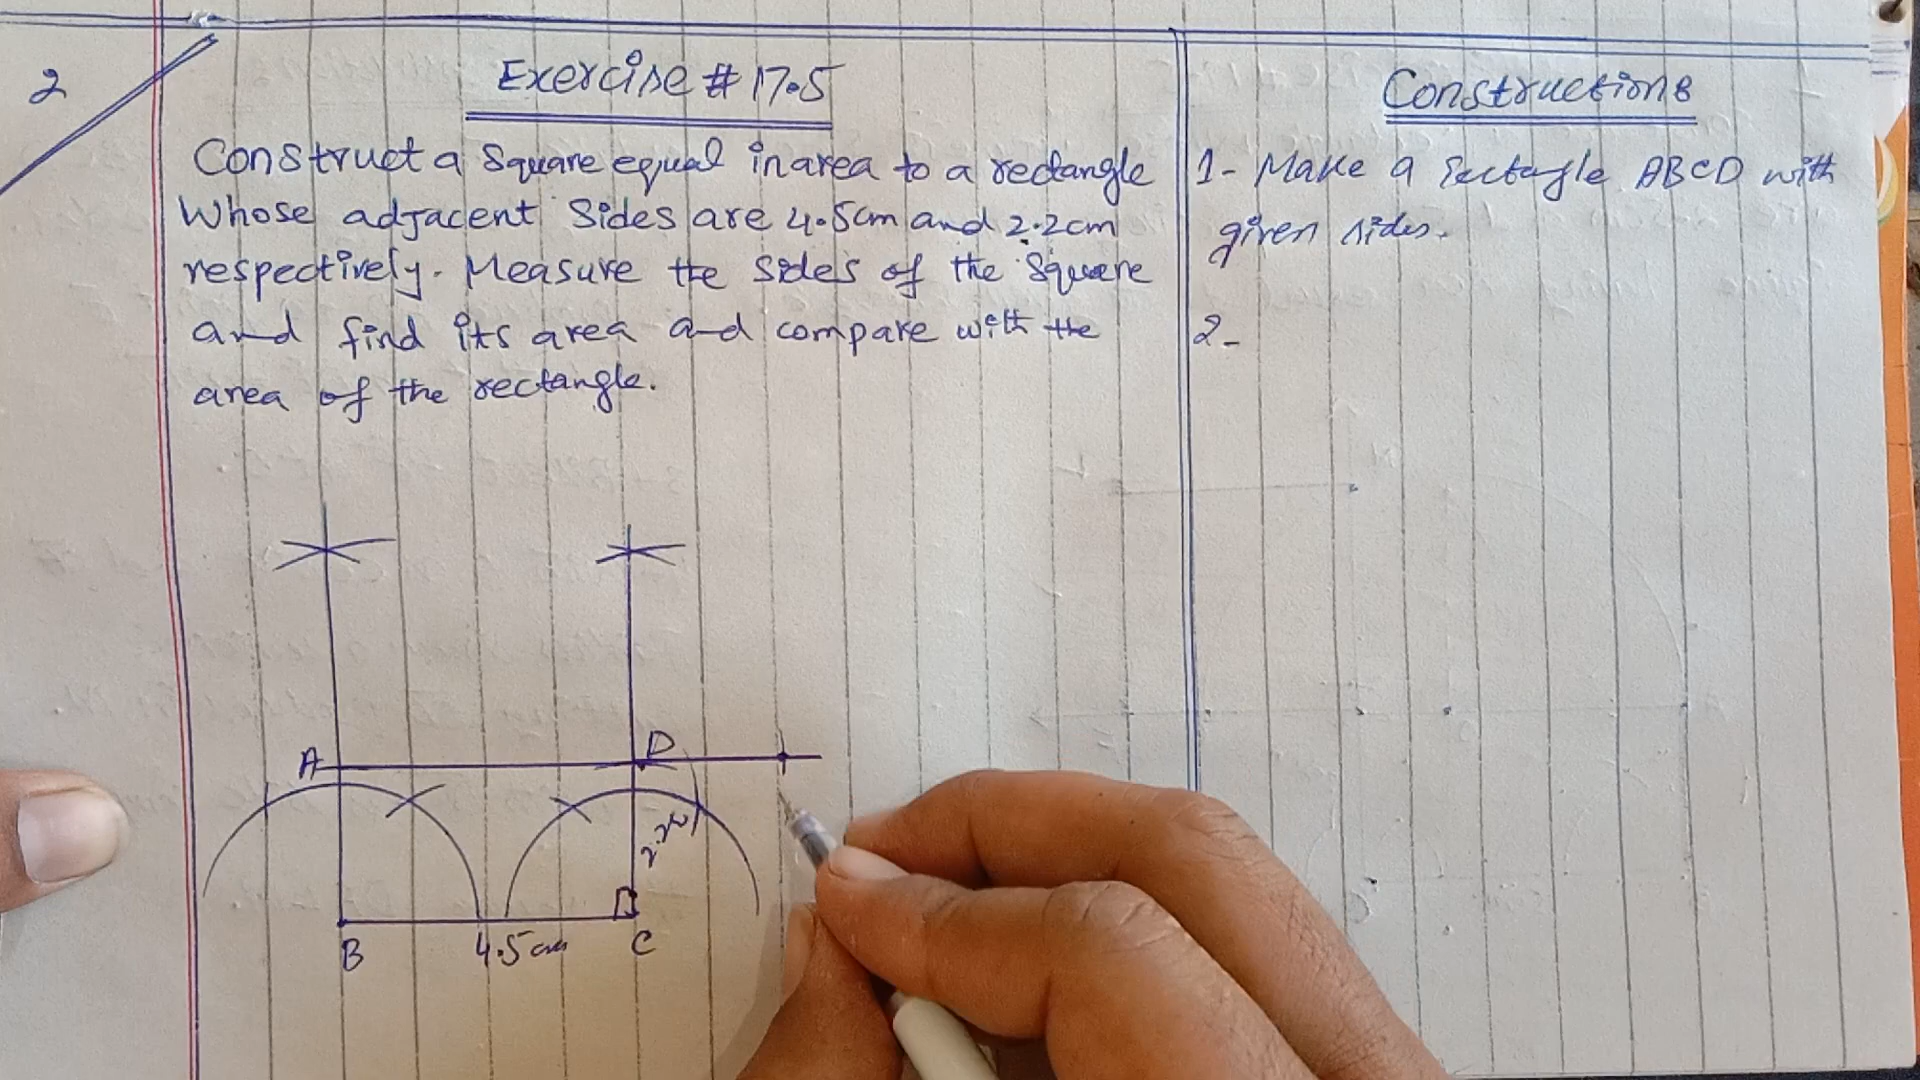 2
Exercise # 17.5
Construct a Square equal in area to a rectangle
Whose adjacent Sides are 4.5cm and 2.2cm
respectively. Measure the sides of the square
and find its area and compare with the
area of the rectangle.
A
D
B
4.5cm
C
Constructions
1- Make a rectangle ABCD with
given sides.
2-